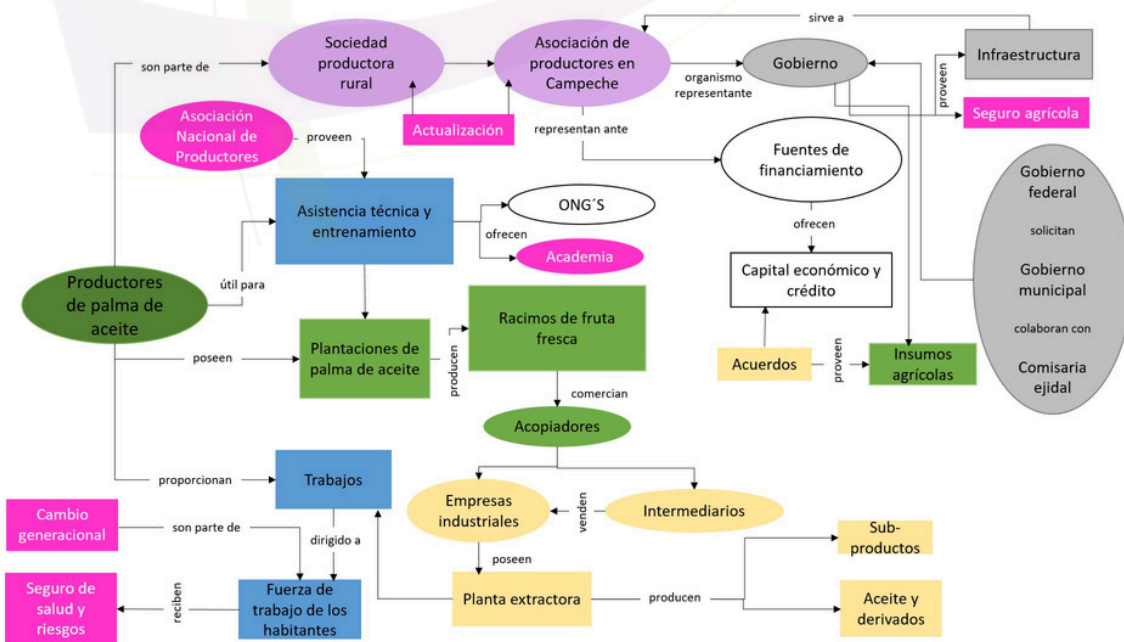 sirve a
Sociedad
productora
rural
Asociación de
productores en
Campeche
Gobierno
Infraestructura
son parte de
organismo
representante
proveen
Asociación
Nacional de
Productores
proveen
Actualización
representan ante
Seguro agrícola
Fuentes de
financiamiento
Gobierno
federal
solicitan
Gobierno
municipal
colaboran con
Comisaria
ejidal
Asistencia técnica y
entrenamiento
ONG´S
ofrecen
Academia
ofrecen
Capital económico y
crédito
Productores
de palma de
aceite
útil para
Racimos de fruta
fresca
poseen
Plantaciones de
palma de aceite
producen
Acuerdos
proveen
Insumos
agrícolas
comercian
Acopiadores
proporcionan
Trabajos
Empresas
industriales
venden
Intermediarios
Cambio
generacional
son parte de
dirigido a
poseen
Sub-
productos
Seguro de
salud y
riesgos
reciben
Fuerza de
trabajo de los
habitantes
Planta extractora
producen
Aceite y
derivados